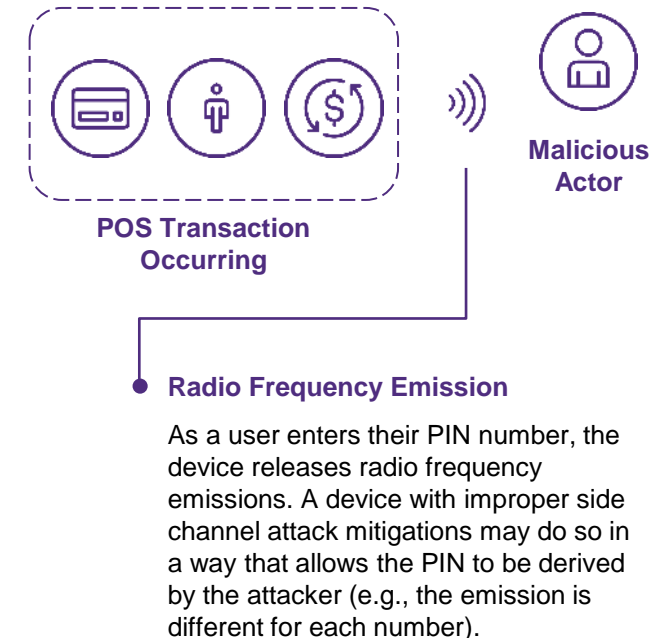 $
Malicious
Actor
POS Transaction
Occurring
Radio Frequency Emission
As a user enters their PIN number, the
device releases radio frequency
emissions. A device with improper side
channel attack mitigations may do so in
a way that allows the PIN to be derived
by the attacker (e.g., the emission is
different for each number).